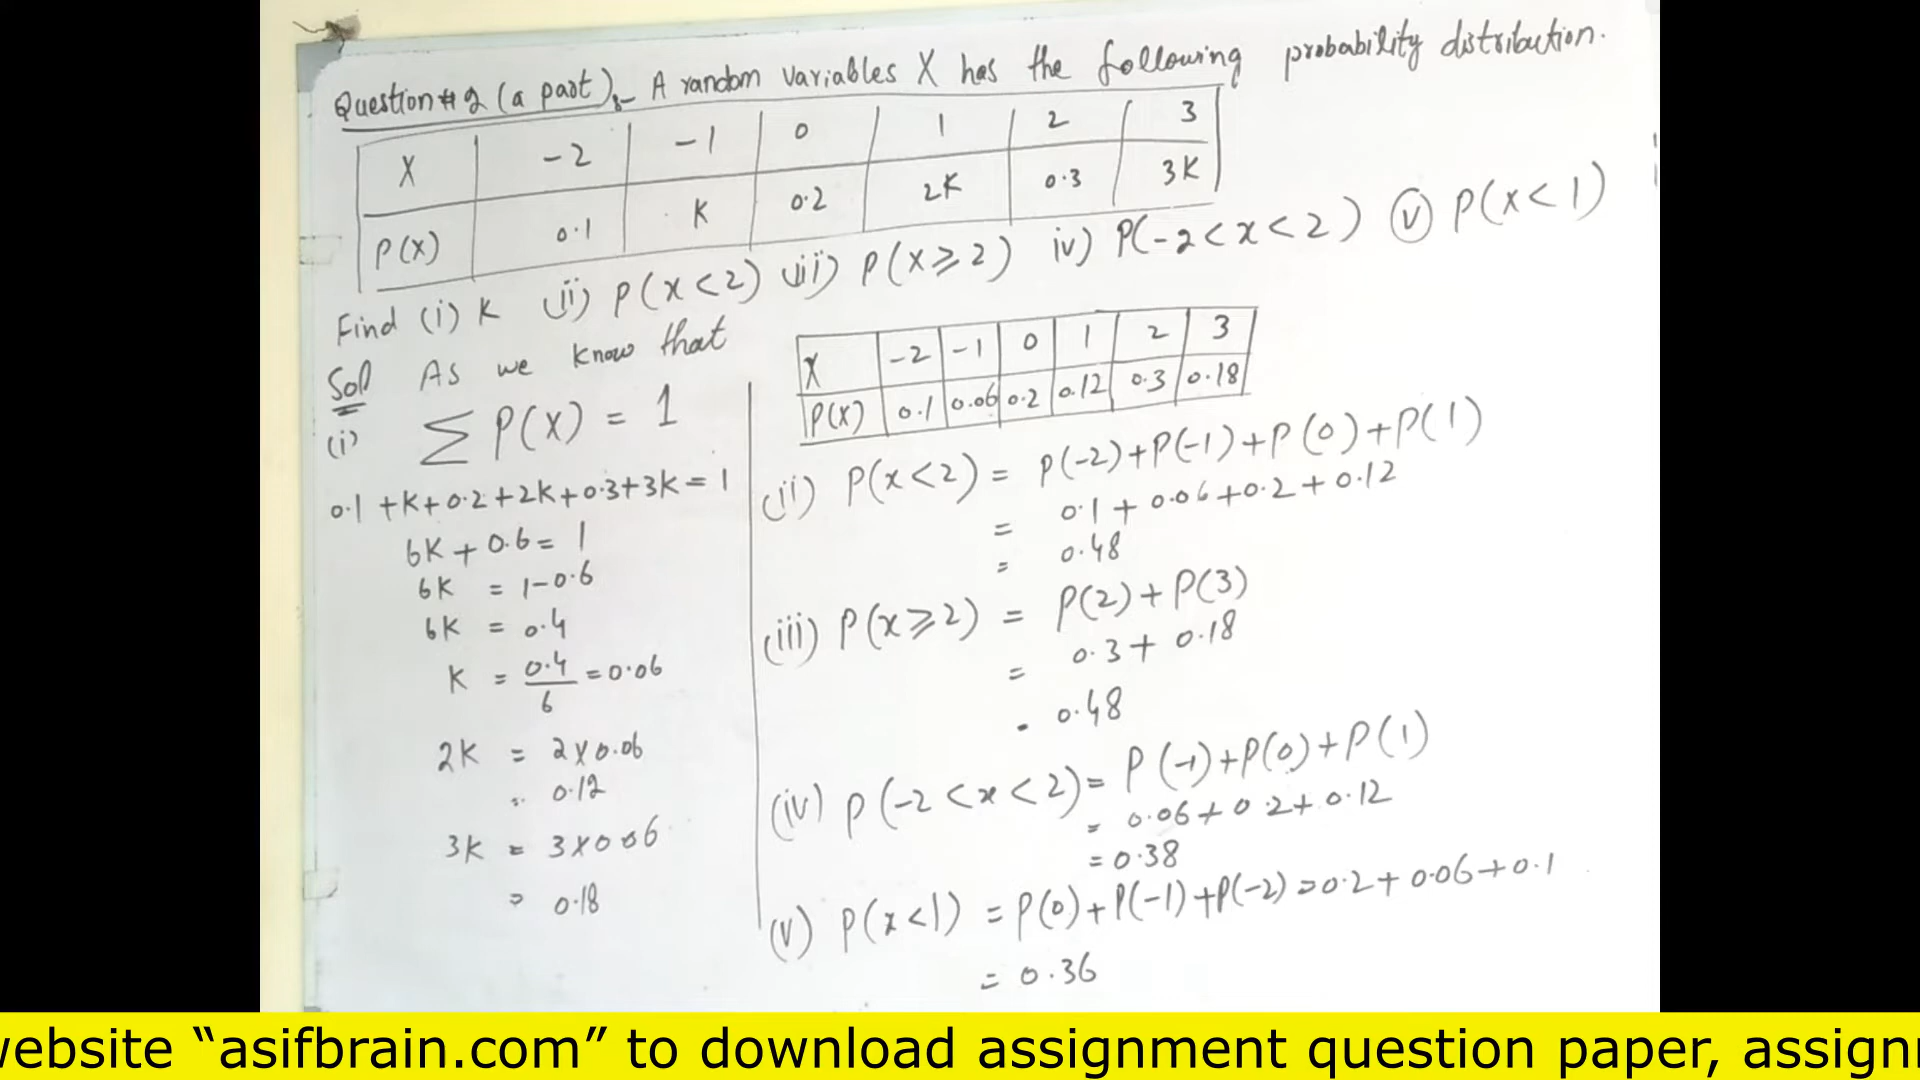 Question#2 (a part):- A random variables X has the following probability distribution.
X -2 -1 0 1 2 3
P(X) 0.1 K 0.2 2K 0.3 3K
Find (i) K (ii) P(x<2) (iii) P(X⩾2) iv) P(-2<x<2) (v) P(x<1)
Sol As we know that
(i) ∑ P(X) = 1
0.1+K+0.2+2K+0.3+3K=1
6K+0.6=1
6K = 1-0.6
6K = 0.4
K = 0.4/6 = 0.06
2K = 2×0.06
= 0.12
3K = 3×0.06
= 0.18
X -2 -1 0 1 2 3
P(X) 0.1 0.06 0.2 0.12 0.3 0.18
(ii) P(x<2) = P(-2)+P(-1)+P(0)+P(1)
= 0.1+0.06+0.2+0.12
= 0.48
(iii) P(x⩾2) = P(2)+P(3)
= 0.3+0.18
= 0.48
(iv) P(-2<x<2)= P(-1)+P(0)+P(1)
= 0.06+0.2+0.12
=0.38
(v) P(x<1) =P(0)+P(-1)+P(-2)=0.2+0.06+0.1
= 0.36
website “asifbrain.com” to download assignment question paper, assign